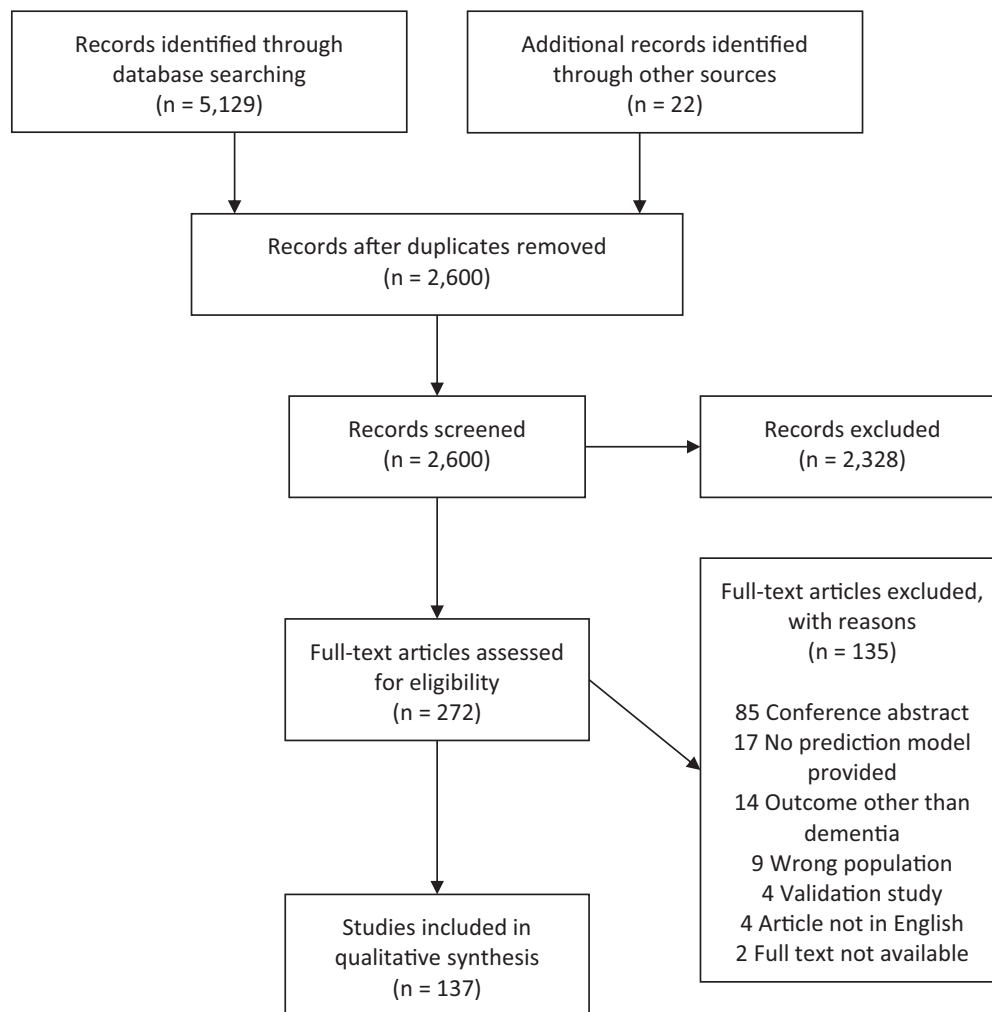 Records identified through
database searching
(n = 5,129)
Additional records identified
through other sources
(n = 22)
Records after duplicates removed
(n = 2,600)
Records screened
(n = 2,600)
Records excluded
(n = 2,328)
Full-text articles assessed
for eligibility
(n = 272)
Full-text articles excluded,
with reasons
(n = 135)
85 Conference abstract
17 No prediction model
provided
14 Outcome other than
dementia
9 Wrong population
4 Validation study
4 Article not in English
2 Full text not available
Studies included in
qualitative synthesis
(n = 137)